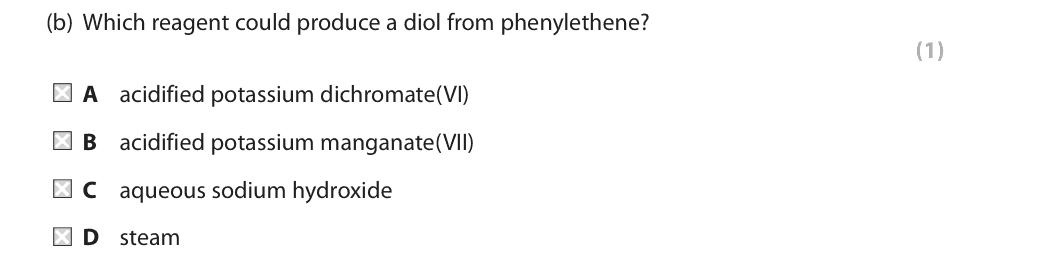 (b) Which reagent could produce a diol from phenylethene?
(1)
A acidified potassium dichromate(VI)
B acidified potassium manganate(VII)
C aqueous sodium hydroxide
D steam